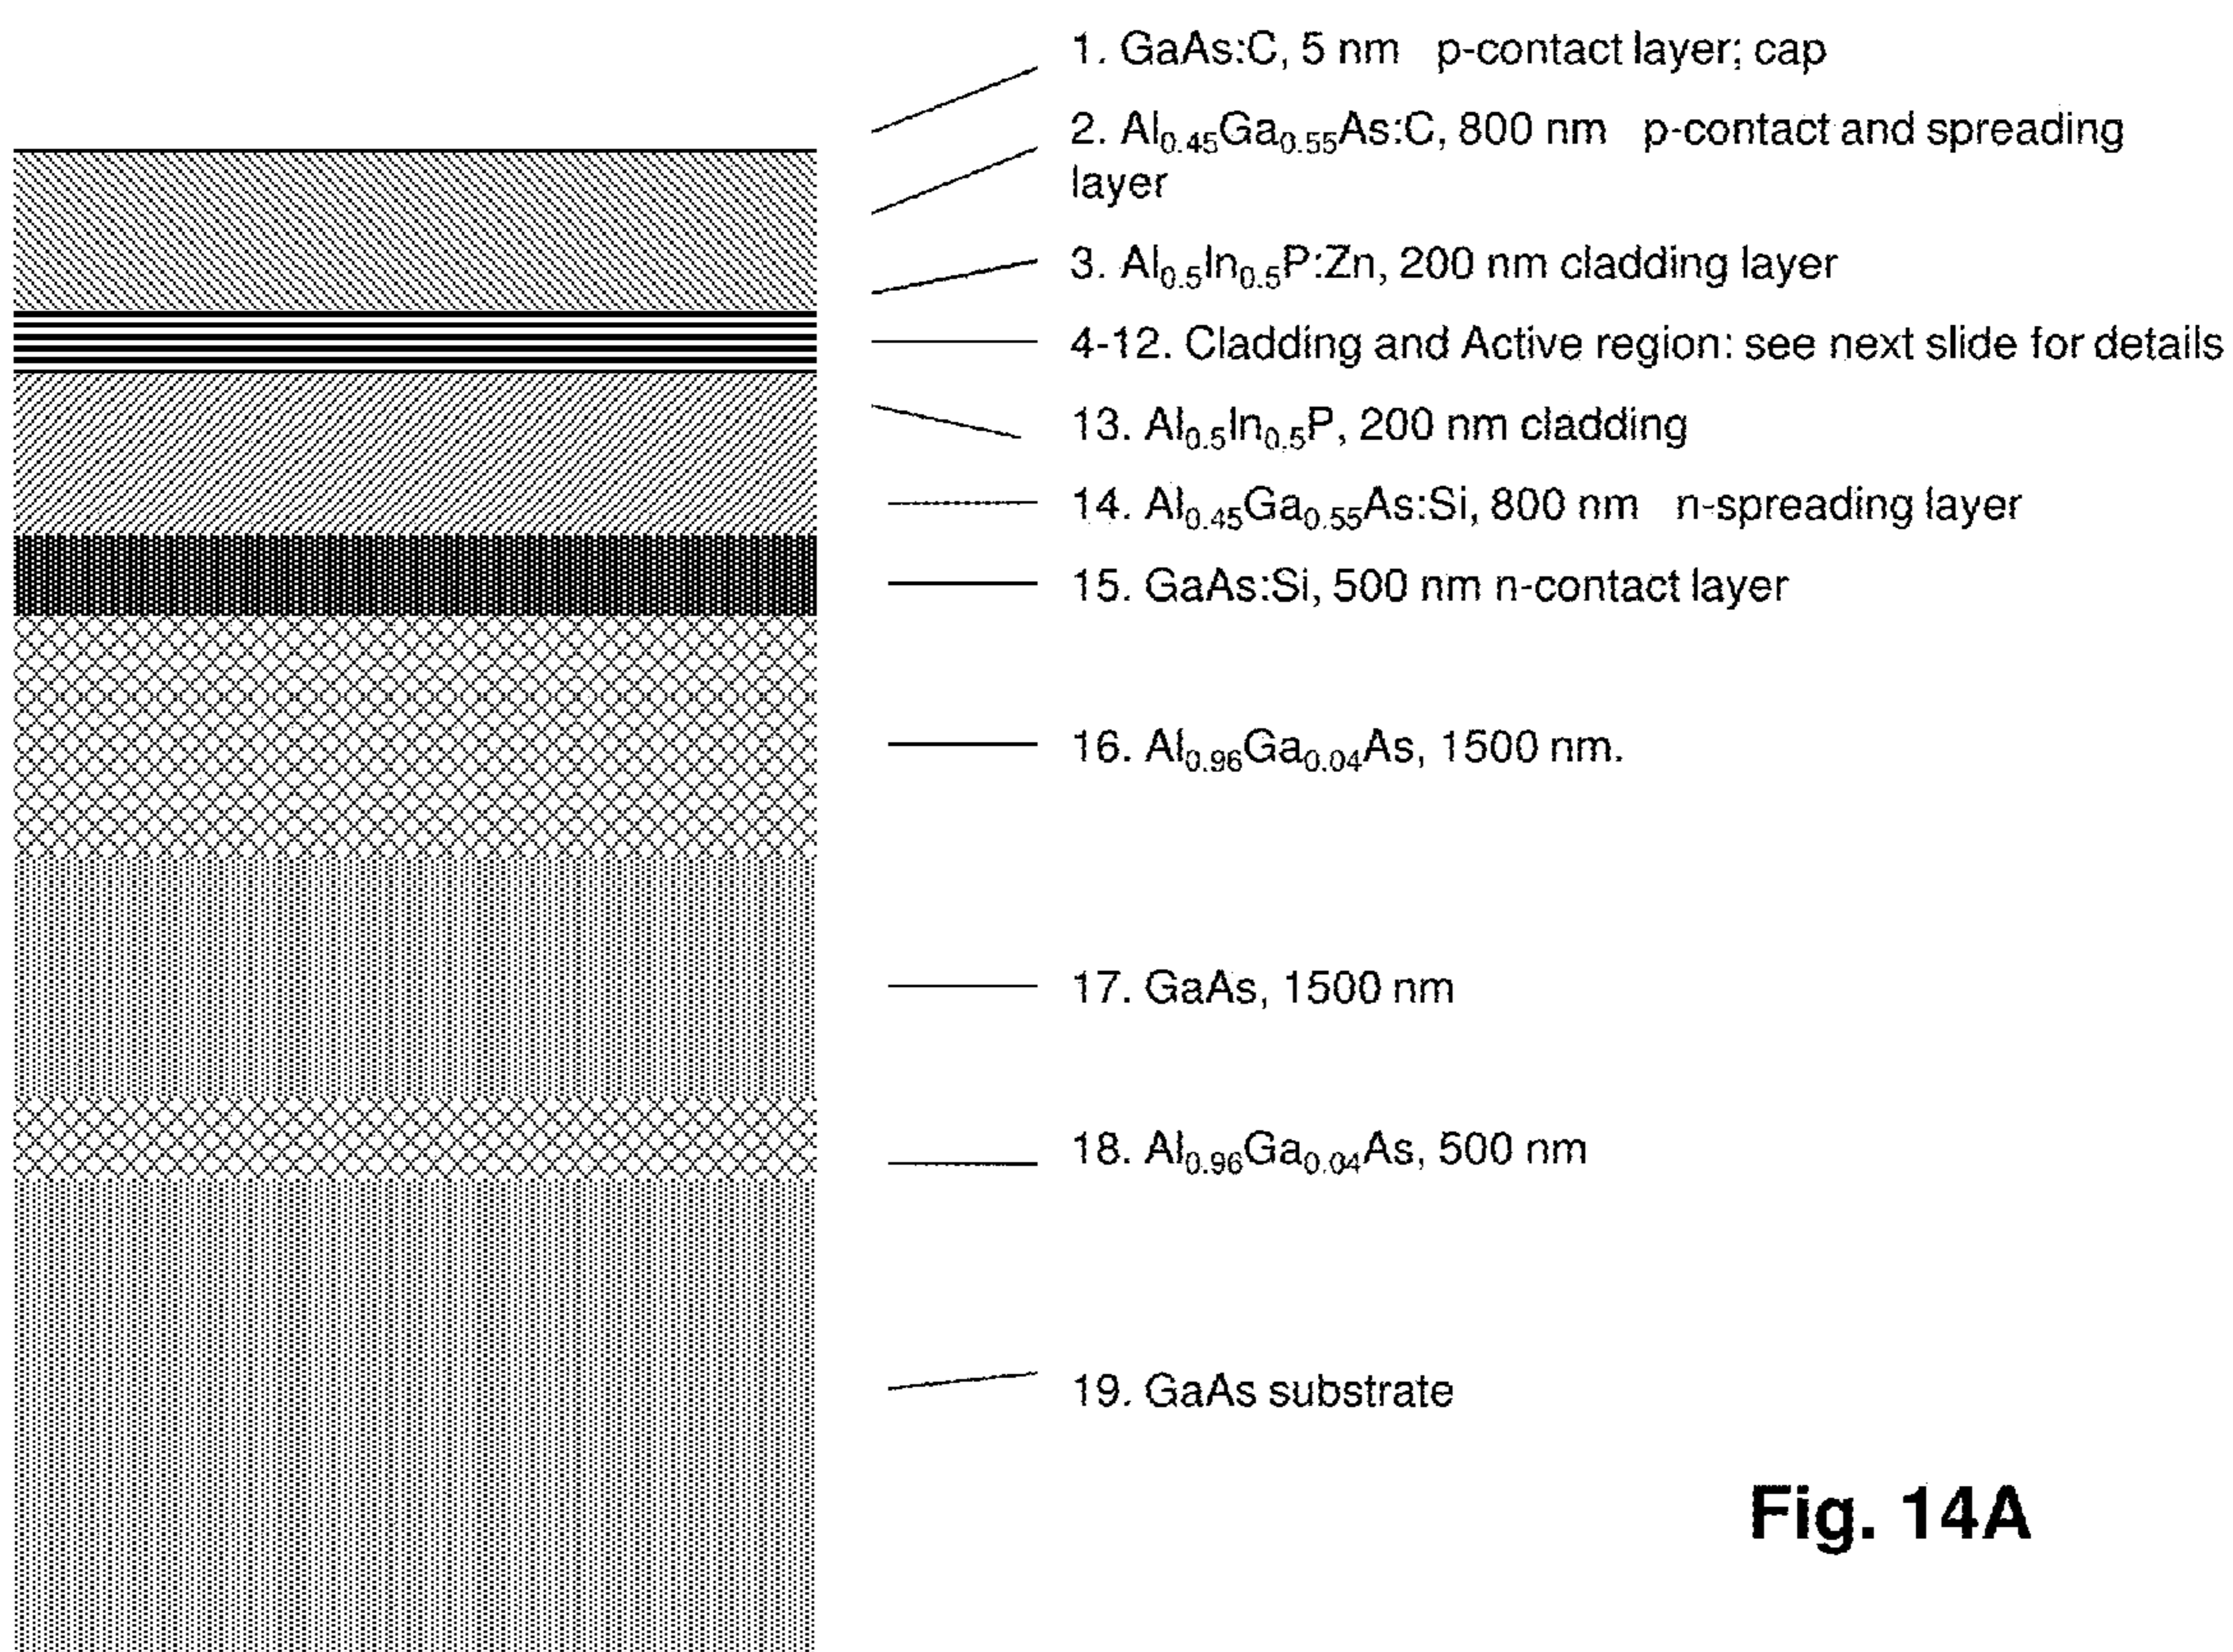 1. GaAs:C, 5 nm p-contact layer; cap
2. Al0.45Ga0.55As:C, 800 nm p-contact and spreading
layer
3. Al0.5In0.5P:Zn, 200 nm cladding layer
4-12. Cladding and Active region: see next slide for details
13. Al0.5In0.5P, 200 nm cladding
14. Al0.45Ga0.55As:Si, 800 nm n-spreading layer
15. GaAs:Si, 500 nm n-contact layer
16. Al0.96Ga0.04As, 1500 nm.
17. GaAs, 1500 nm
18. Al0.96Ga0.04As, 500 nm
19. GaAs substrate
Fig. 14A